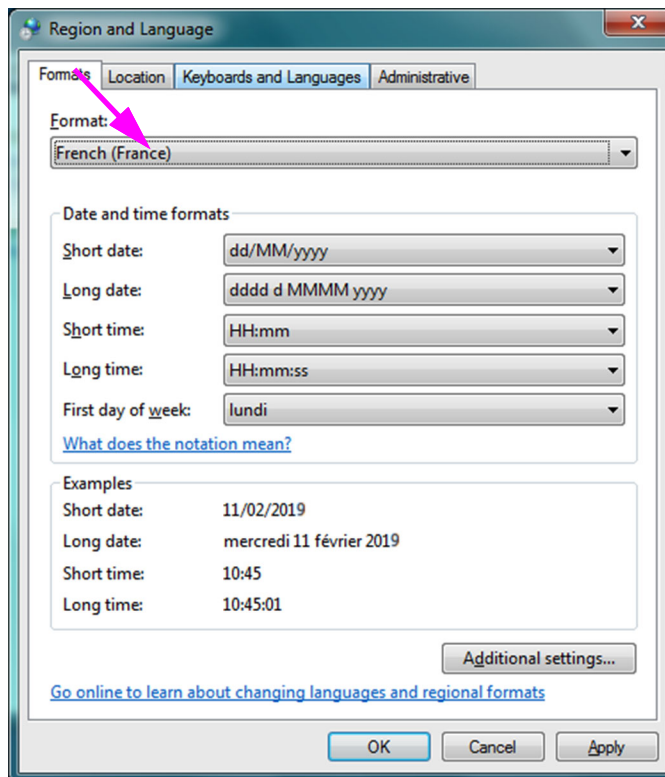 Region and Language
Formats Location Keyboards and Languages Administrative
Format:
French (France)
Date and time formats
Short date: dd/MM/yyyy
Long date: dddd d MMMM yyyy
Short time: HH:mm
Long time: HH:mm:ss
First day of week: lundi
What does the notation mean?
Examples
Short date: 11/02/2019
Long date: mercredi 11 février 2019
Short time: 10:45
Long time: 10:45:01
Additional settings...
Go online to learn about changing languages and regional formats
OK Cancel Apply